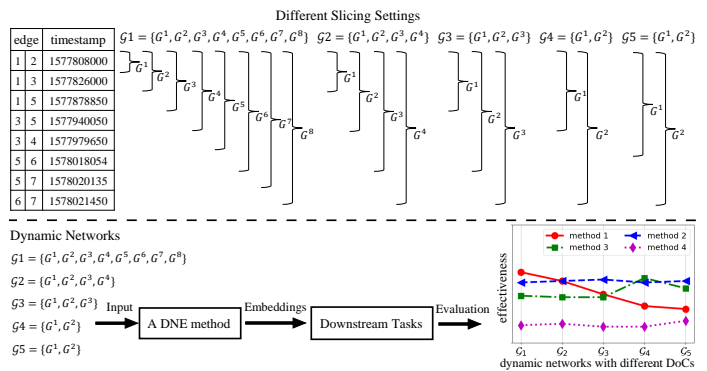 Different Slicing Settings
edge timestamp
1 2 1577808000
1 3 1577826000
1 5 1577878850
3 5 1577940050
3 4 1577979650
5 6 1578018054
5 7 1578020135
6 7 1578021450
𝒢1 = {G¹, G², G³, G⁴, G⁵, G⁶, G⁷, G⁸}
G¹
G²
G³
G⁴
G⁵
G⁶
G⁷
G⁸
𝒢2 = {G¹, G², G³, G⁴}
G¹
G²
G³
G⁴
𝒢3 = {G¹, G², G³}
G¹
G²
G³
𝒢4 = {G¹, G²}
G¹
G²
𝒢5 = {G¹, G²}
G¹
G²
Dynamic Networks
𝒢1 = {G¹, G², G³, G⁴, G⁵, G⁶, G⁷, G⁸}
𝒢2 = {G¹, G², G³, G⁴}
𝒢3 = {G¹, G², G³}
𝒢4 = {G¹, G²}
𝒢5 = {G¹, G²}
Input
A DNE method
Embeddings
Downstream Tasks
Evaluation
effectiveness
method 1 method 2
method 3 method 4
𝒢1 𝒢2 𝒢3 𝒢4 𝒢5
dynamic networks with different DoCs